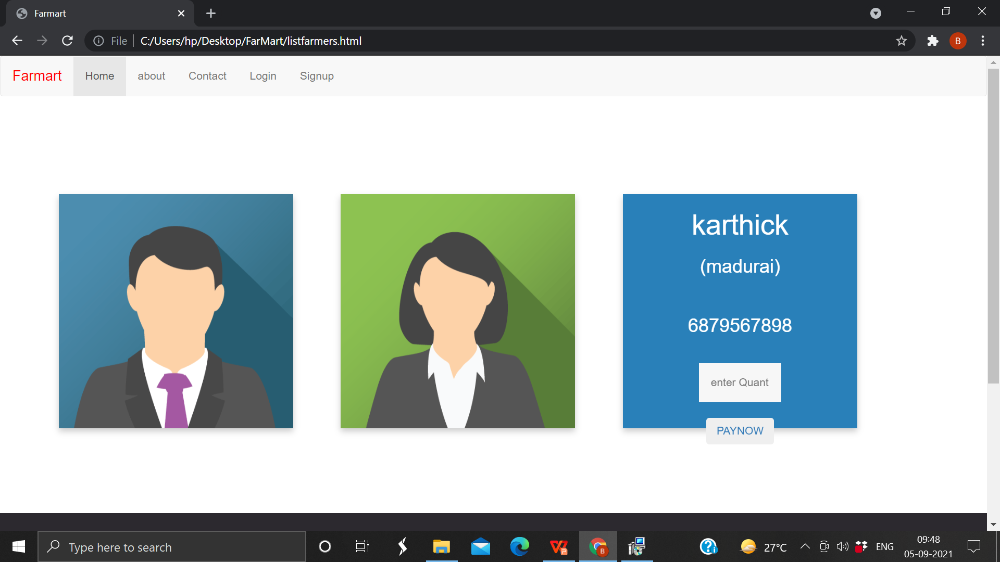 Farmart
File C:/Users/hp/Desktop/FarMart/listfarmers.html
B
Farmart Home about Contact Login Signup
karthick
(madurai)
6879567898
enter Quant
PAYNOW
Type here to search
27°C
ENG
09:48
05-09-2021